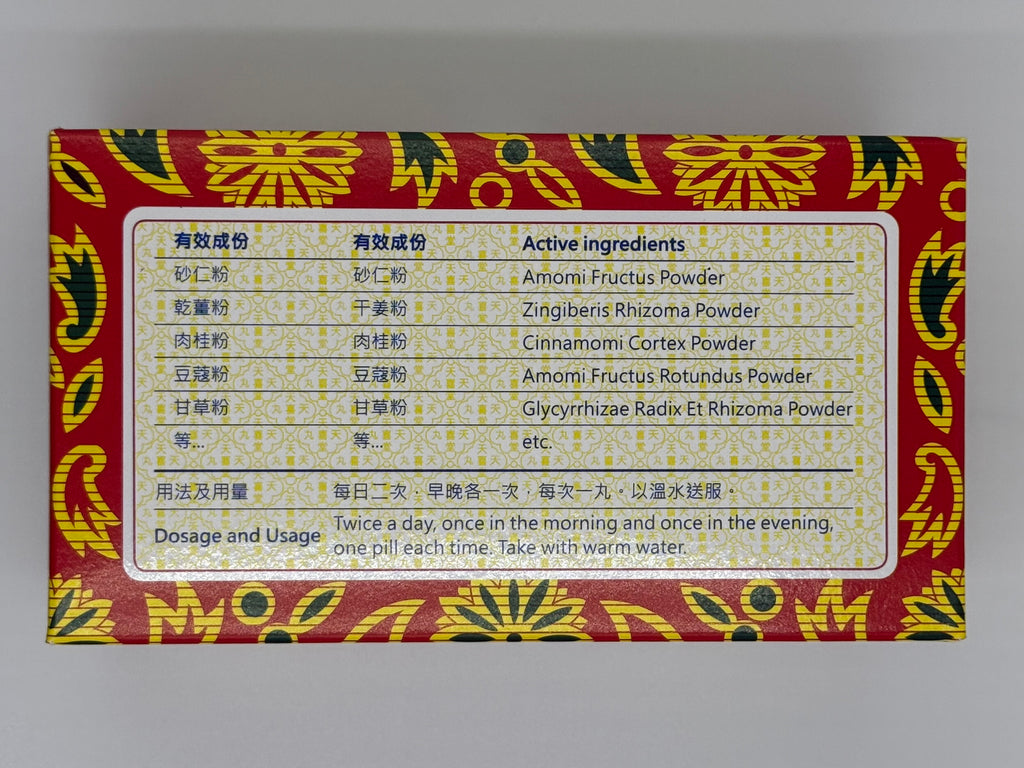 有效成份 有效成份 Active ingredients
砂仁粉 砂仁粉 Amomi Fructus Powder
乾薑粉 干姜粉 Zingiberis Rhizoma Powder
肉桂粉 肉桂粉 Cinnamomi Cortex Powder
豆蔻粉 豆蔻粉 Amomi Fructus Rotundus Powder
甘草粉 甘草粉 Glycyrrhizae Radix Et Rhizoma Powder
等... 等... etc.
用法及用量 每日二次，早晚各一次，每次一丸。以溫水送服。
Dosage and Usage Twice a day, once in the morning and once in the evening,
one pill each time. Take with warm water.